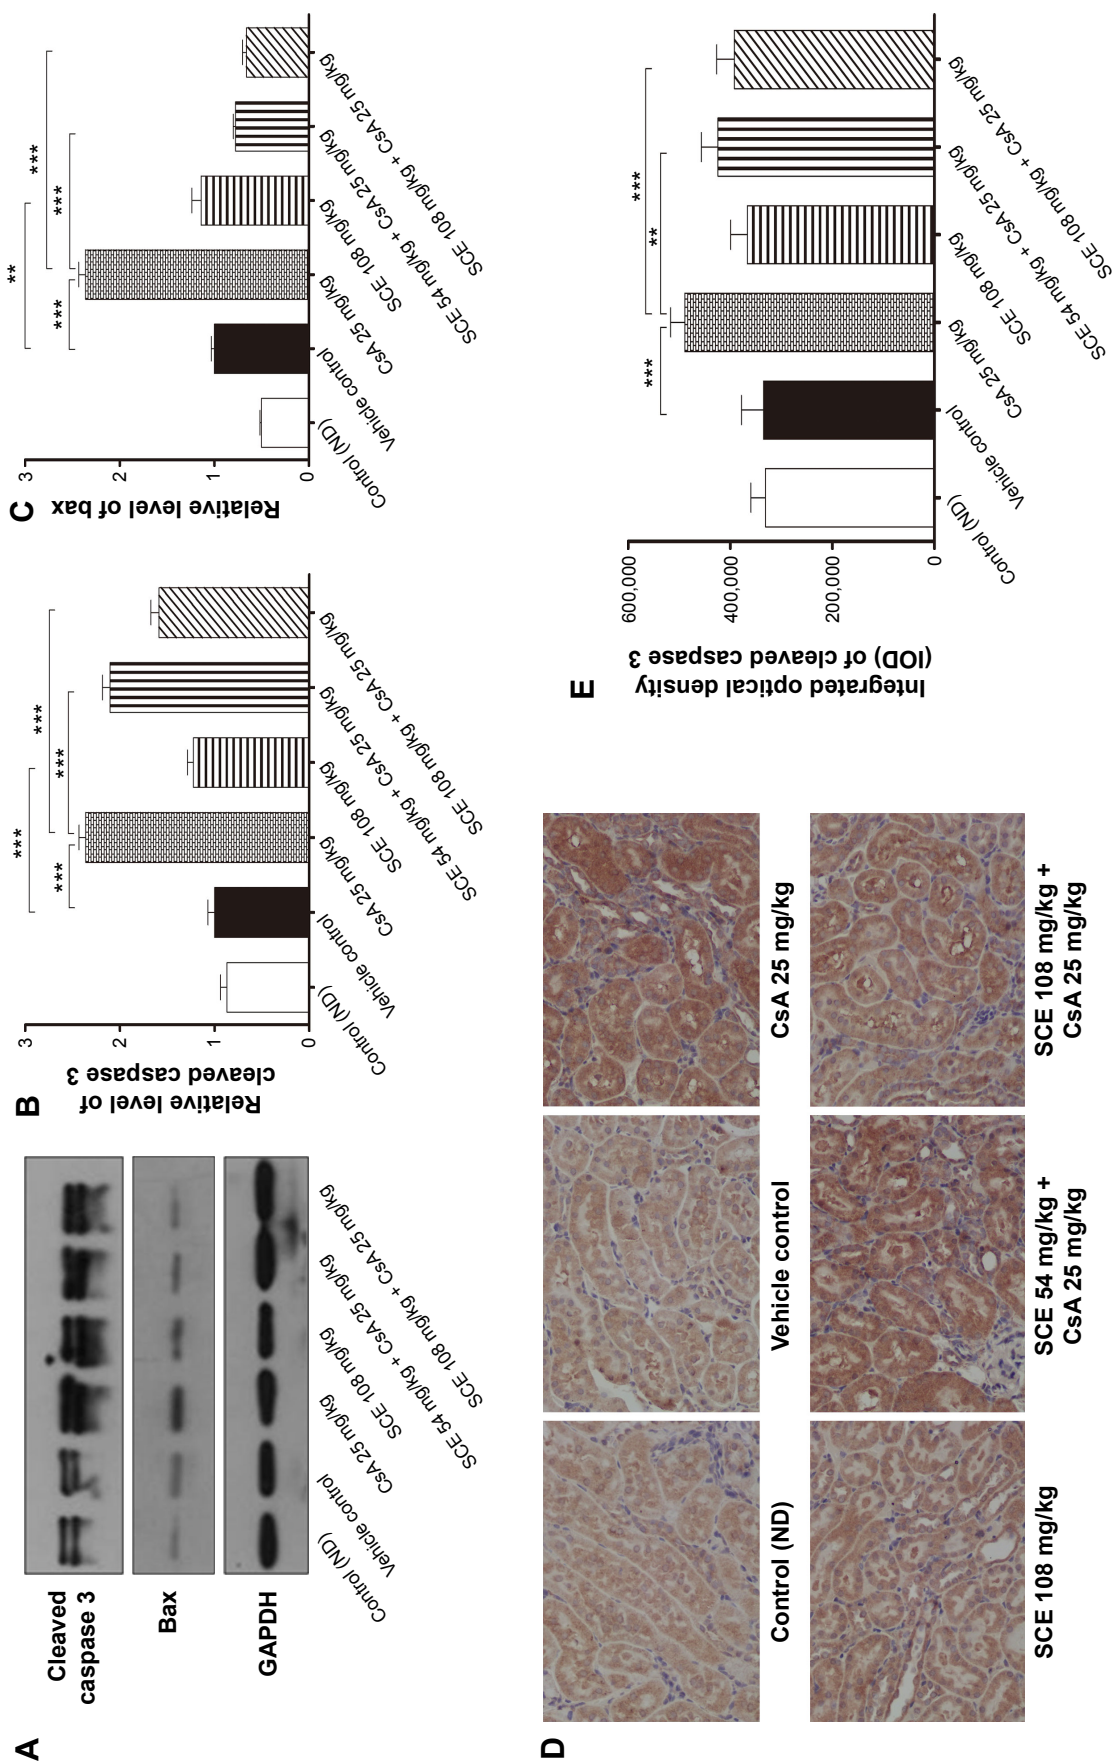 A
Cleaved
caspase 3
Bax
GAPDH
Control (ND)
Vehicle control
CsA 25 mg/kg
SCE 108 mg/kg
SCE 54 mg/kg + CsA 25 mg/kg
SCE 108 mg/kg + CsA 25 mg/kg
B
Relative level of
cleaved caspase 3
3
2
1
0
***
***
***
***
Control (ND)
Vehicle control
CsA 25 mg/kg
SCE 108 mg/kg
SCE 54 mg/kg + CsA 25 mg/kg
SCE 108 mg/kg + CsA 25 mg/kg
C
Relative level of bax
3
2
1
0
**
***
***
***
Control (ND)
Vehicle control
CsA 25 mg/kg
SCE 108 mg/kg
SCE 54 mg/kg + CsA 25 mg/kg
SCE 108 mg/kg + CsA 25 mg/kg
D
Control (ND)
Vehicle control
CsA 25 mg/kg
SCE 108 mg/kg
SCE 54 mg/kg +
CsA 25 mg/kg
SCE 108 mg/kg +
CsA 25 mg/kg
E
Integrated optical density
(IOD) of cleaved caspase 3
600,000
400,000
200,000
0
***
**
***
Control (ND)
Vehicle control
CsA 25 mg/kg
SCE 108 mg/kg
SCE 54 mg/kg + CsA 25 mg/kg
SCE 108 mg/kg + CsA 25 mg/kg